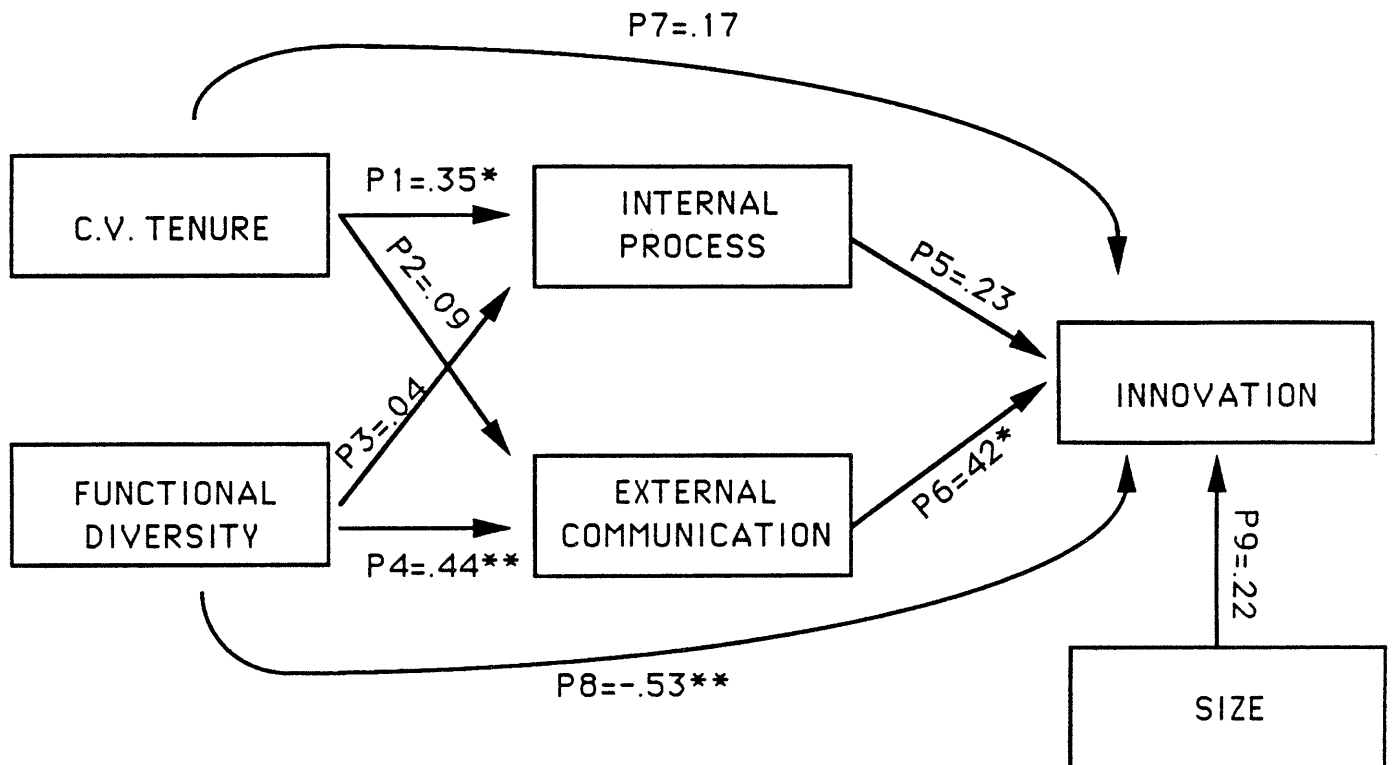 P7=.17
C.V. TENURE
P1=.35*
INTERNAL
PROCESS
P2=.09
P5=.23
INNOVATION
P3=.04
FUNCTIONAL
DIVERSITY
P4=.44**
EXTERNAL
COMMUNICATION
P6=42*
P9=.22
P8=-.53**
SIZE